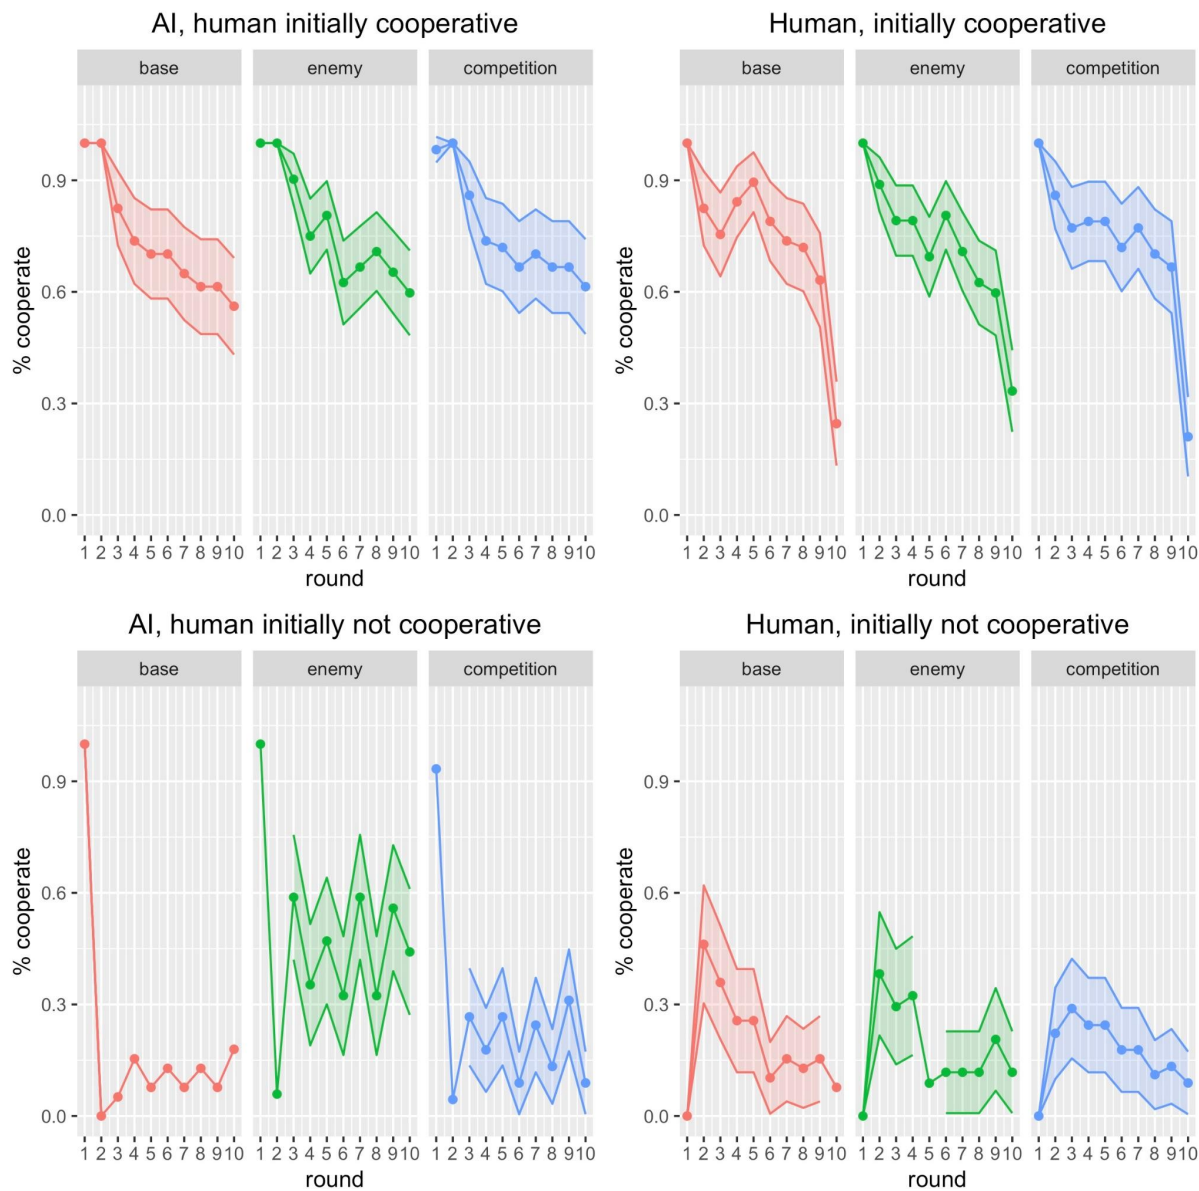 AI, human initially cooperative
base enemy competition
% cooperate
0.9
0.6
0.3
0.0
1 2 3 4 5 6 7 8 9 10 1 2 3 4 5 6 7 8 9 10 1 2 3 4 5 6 7 8 9 10
round
Human, initially cooperative
base enemy competition
% cooperate
0.9
0.6
0.3
0.0
1 2 3 4 5 6 7 8 9 10 1 2 3 4 5 6 7 8 9 10 1 2 3 4 5 6 7 8 9 10
round
AI, human initially not cooperative
base enemy competition
% cooperate
0.9
0.6
0.3
0.0
1 2 3 4 5 6 7 8 9 10 1 2 3 4 5 6 7 8 9 10 1 2 3 4 5 6 7 8 9 10
round
Human, initially not cooperative
base enemy competition
% cooperate
0.9
0.6
0.3
0.0
1 2 3 4 5 6 7 8 9 10 1 2 3 4 5 6 7 8 9 10 1 2 3 4 5 6 7 8 9 10
round